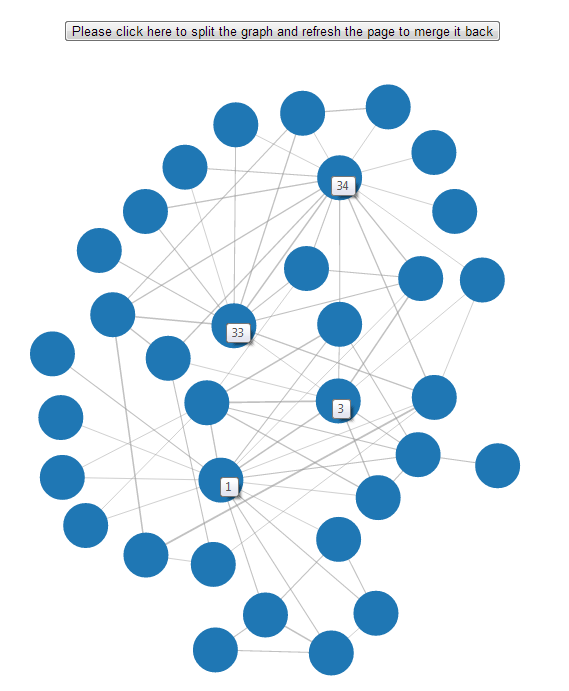 Please click here to split the graph and refresh the page to merge it back
34
33
3
1